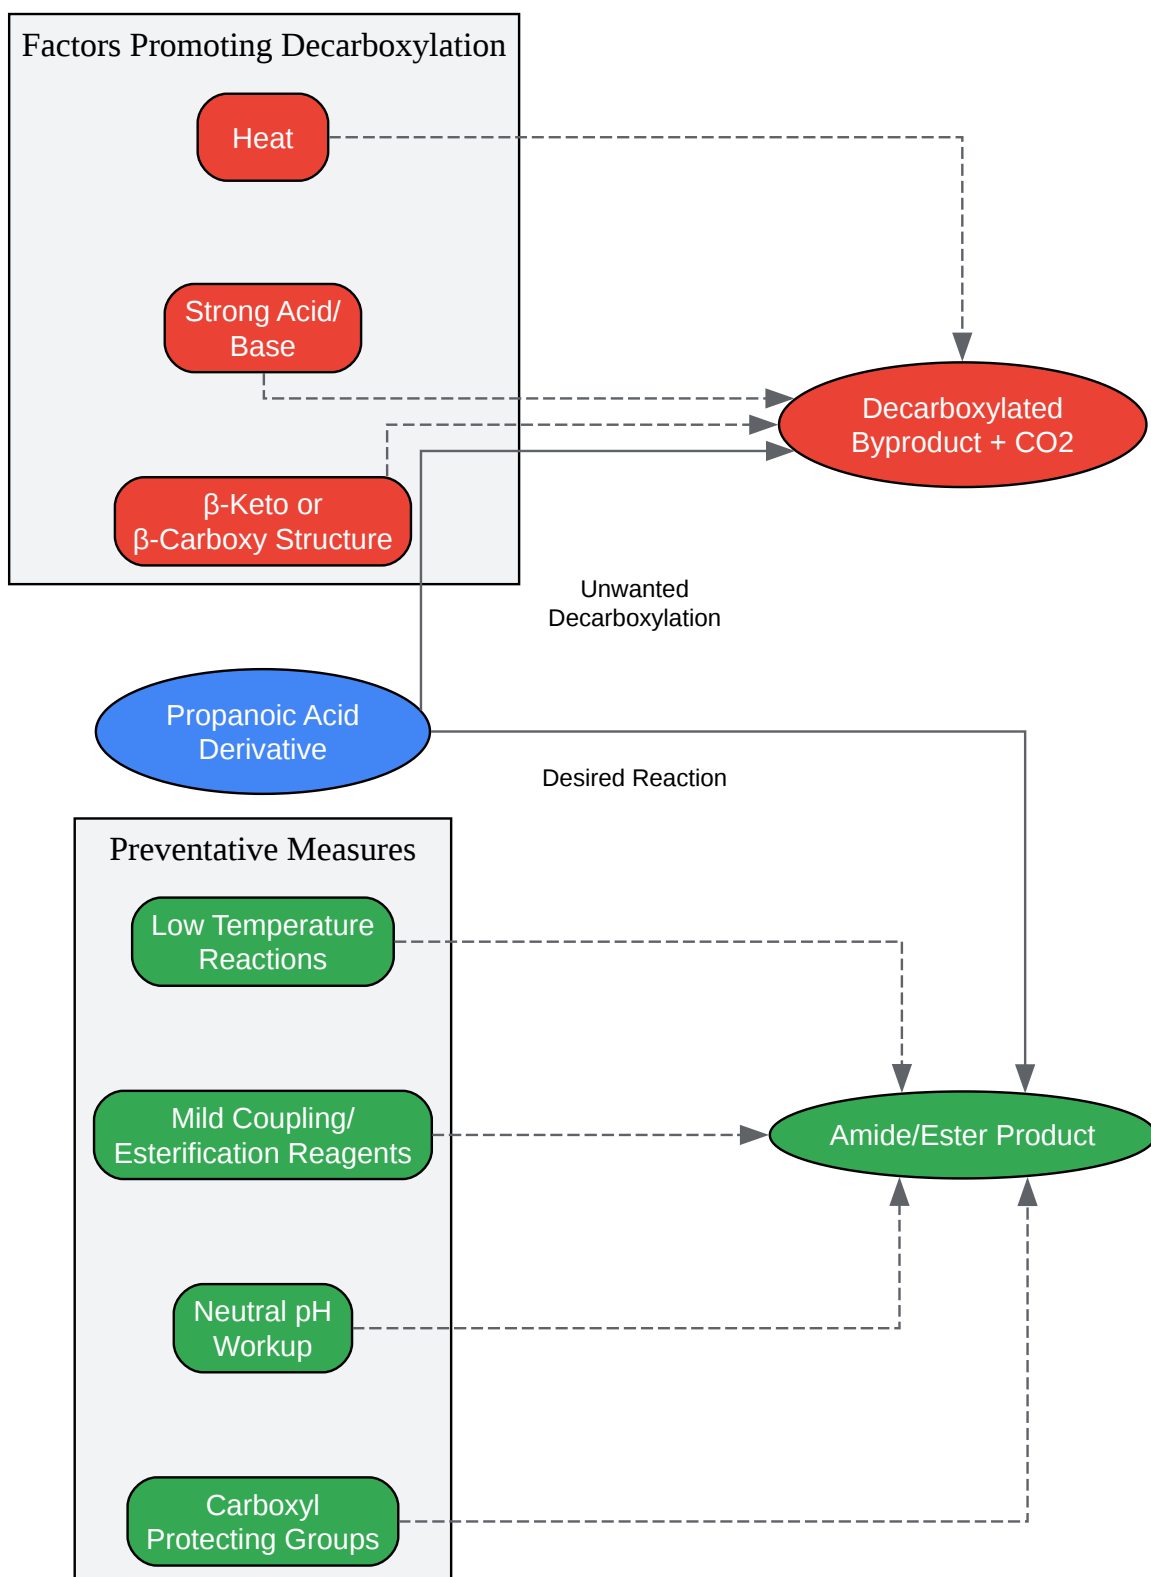 Factors Promoting Decarboxylation
Heat
Strong Acid/
Base
Decarboxylated
Byproduct + CO2
β-Keto or
β-Carboxy Structure
Unwanted
Decarboxylation
Propanoic Acid
Derivative
Desired Reaction
Preventative Measures
Low Temperature
Reactions
Mild Coupling/
Esterification Reagents
Amide/Ester Product
Neutral pH
Workup
Carboxyl
Protecting Groups